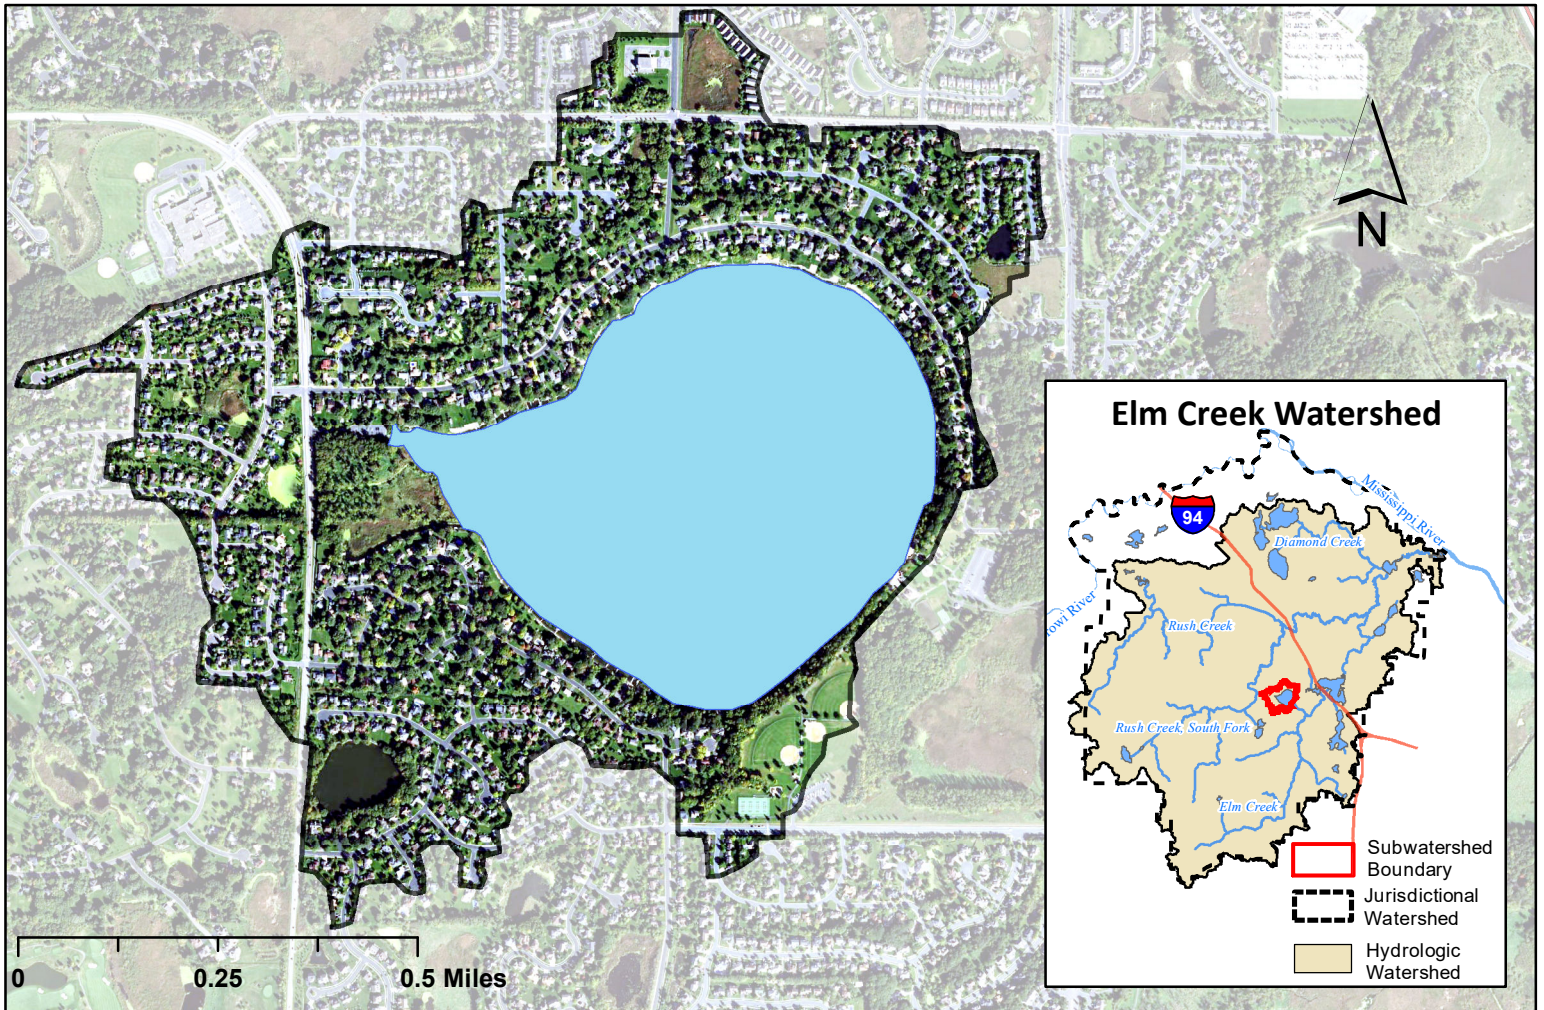 N
Elm Creek Watershed
94
Mississippi River
Diamond Creek
rowi River
Rush Creek
Rush Creek, South Fork
Elm Creek
Subwatershed
Boundary
Jurisdictional
Watershed
Hydrologic
Watershed
0
0.25
0.5 Miles